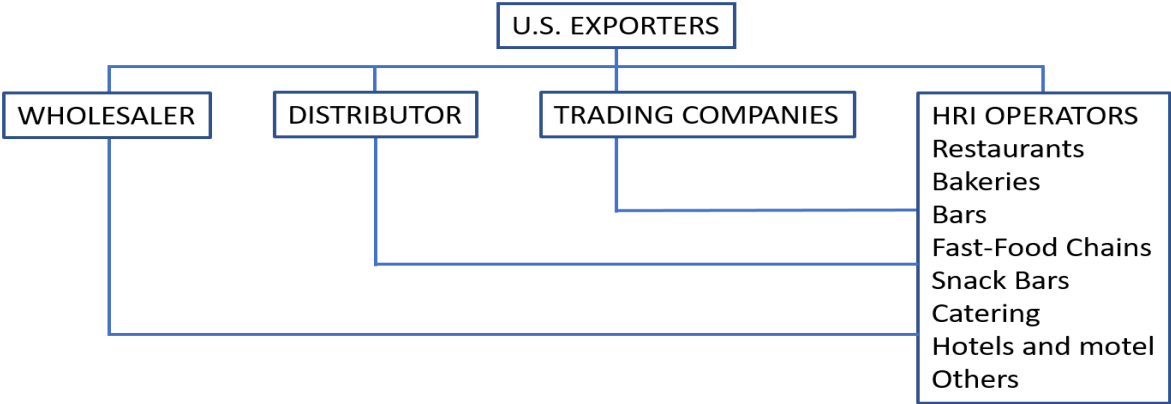 U.S. EXPORTERS
WHOLESALER
DISTRIBUTOR
TRADING COMPANIES
HRI OPERATORS
Restaurants
Bakeries
Bars
Fast-Food Chains
Snack Bars
Catering
Hotels and motel
Others